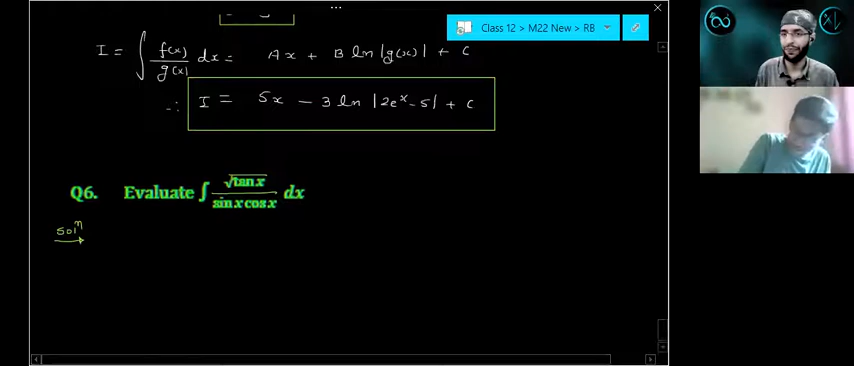 Class 12 > M22 New > RB
I = ∫ f(x)/g(x) dx = Ax + B ln |g(x)| + C
∴ I = 5x - 3 ln |2eˣ - 5| + C
Q6. Evaluate ∫ √tan x / sin x cos x dx
Solⁿ